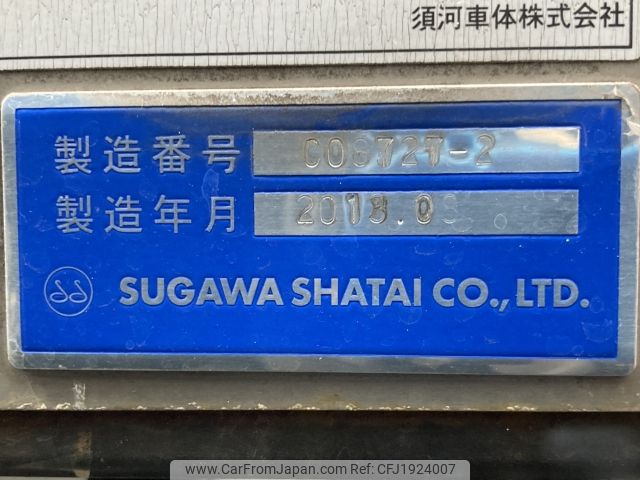 須河車体株式会社
製造番号
製造年月
SUGAWA SHATAI CO., LTD.
www.CarFromJapan.com - CFJ1924007